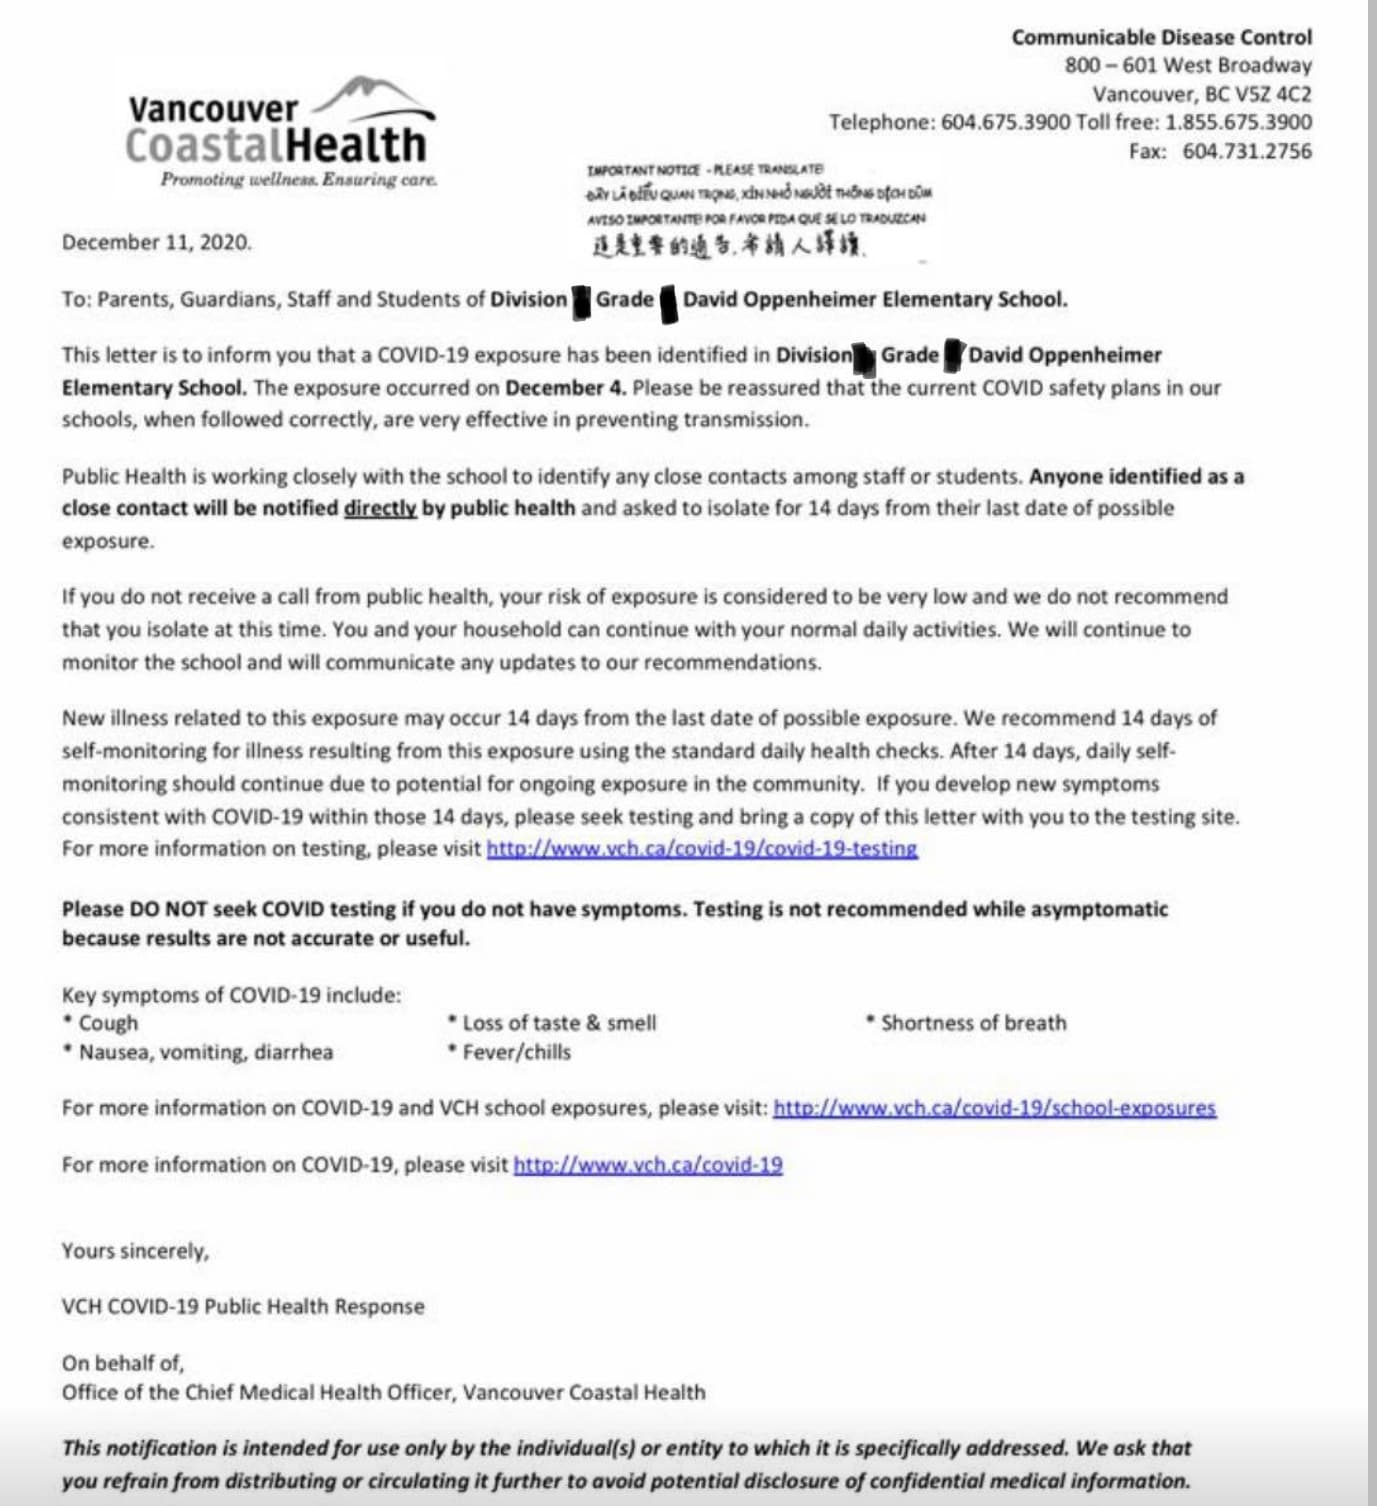 Communicable Disease Control
800 – 601 West Broadway
Vancouver, BC V5Z 4C2
Telephone: 604.675.3900 Toll free: 1.855.675.3900
Fax: 604.731.2756
Vancouver
CoastalHealth
Promoting wellness. Ensuring care.
IMPORTANT NOTICE - PLEASE TRANSLATE!
ĐÂY LÀ ĐIỀU QUAN TRỌNG, XIN NHỜ NGƯỜI THÔNG DỊCH DÙM
AVISO IMPORTANTE! POR FAVOR PIDA QUE SE LO TRADUZCAN
這是重要的通告,希請人譯讀.
December 11, 2020.
To: Parents, Guardians, Staff and Students of Division Grade David Oppenheimer Elementary School.
This letter is to inform you that a COVID-19 exposure has been identified in Division Grade David Oppenheimer
Elementary School. The exposure occurred on December 4. Please be reassured that the current COVID safety plans in our
schools, when followed correctly, are very effective in preventing transmission.
Public Health is working closely with the school to identify any close contacts among staff or students. Anyone identified as a
close contact will be notified directly by public health and asked to isolate for 14 days from their last date of possible
exposure.
If you do not receive a call from public health, your risk of exposure is considered to be very low and we do not recommend
that you isolate at this time. You and your household can continue with your normal daily activities. We will continue to
monitor the school and will communicate any updates to our recommendations.
New illness related to this exposure may occur 14 days from the last date of possible exposure. We recommend 14 days of
self-monitoring for illness resulting from this exposure using the standard daily health checks. After 14 days, daily self-
monitoring should continue due to potential for ongoing exposure in the community. If you develop new symptoms
consistent with COVID-19 within those 14 days, please seek testing and bring a copy of this letter with you to the testing site.
For more information on testing, please visit http://www.vch.ca/covid-19/covid-19-testing
Please DO NOT seek COVID testing if you do not have symptoms. Testing is not recommended while asymptomatic
because results are not accurate or useful.
Key symptoms of COVID-19 include:
* Cough * Loss of taste & smell * Shortness of breath
* Nausea, vomiting, diarrhea * Fever/chills
For more information on COVID-19 and VCH school exposures, please visit: http://www.vch.ca/covid-19/school-exposures
For more information on COVID-19, please visit http://www.vch.ca/covid-19
Yours sincerely,
VCH COVID-19 Public Health Response
On behalf of,
Office of the Chief Medical Health Officer, Vancouver Coastal Health
This notification is intended for use only by the individual(s) or entity to which it is specifically addressed. We ask that
you refrain from distributing or circulating it further to avoid potential disclosure of confidential medical information.